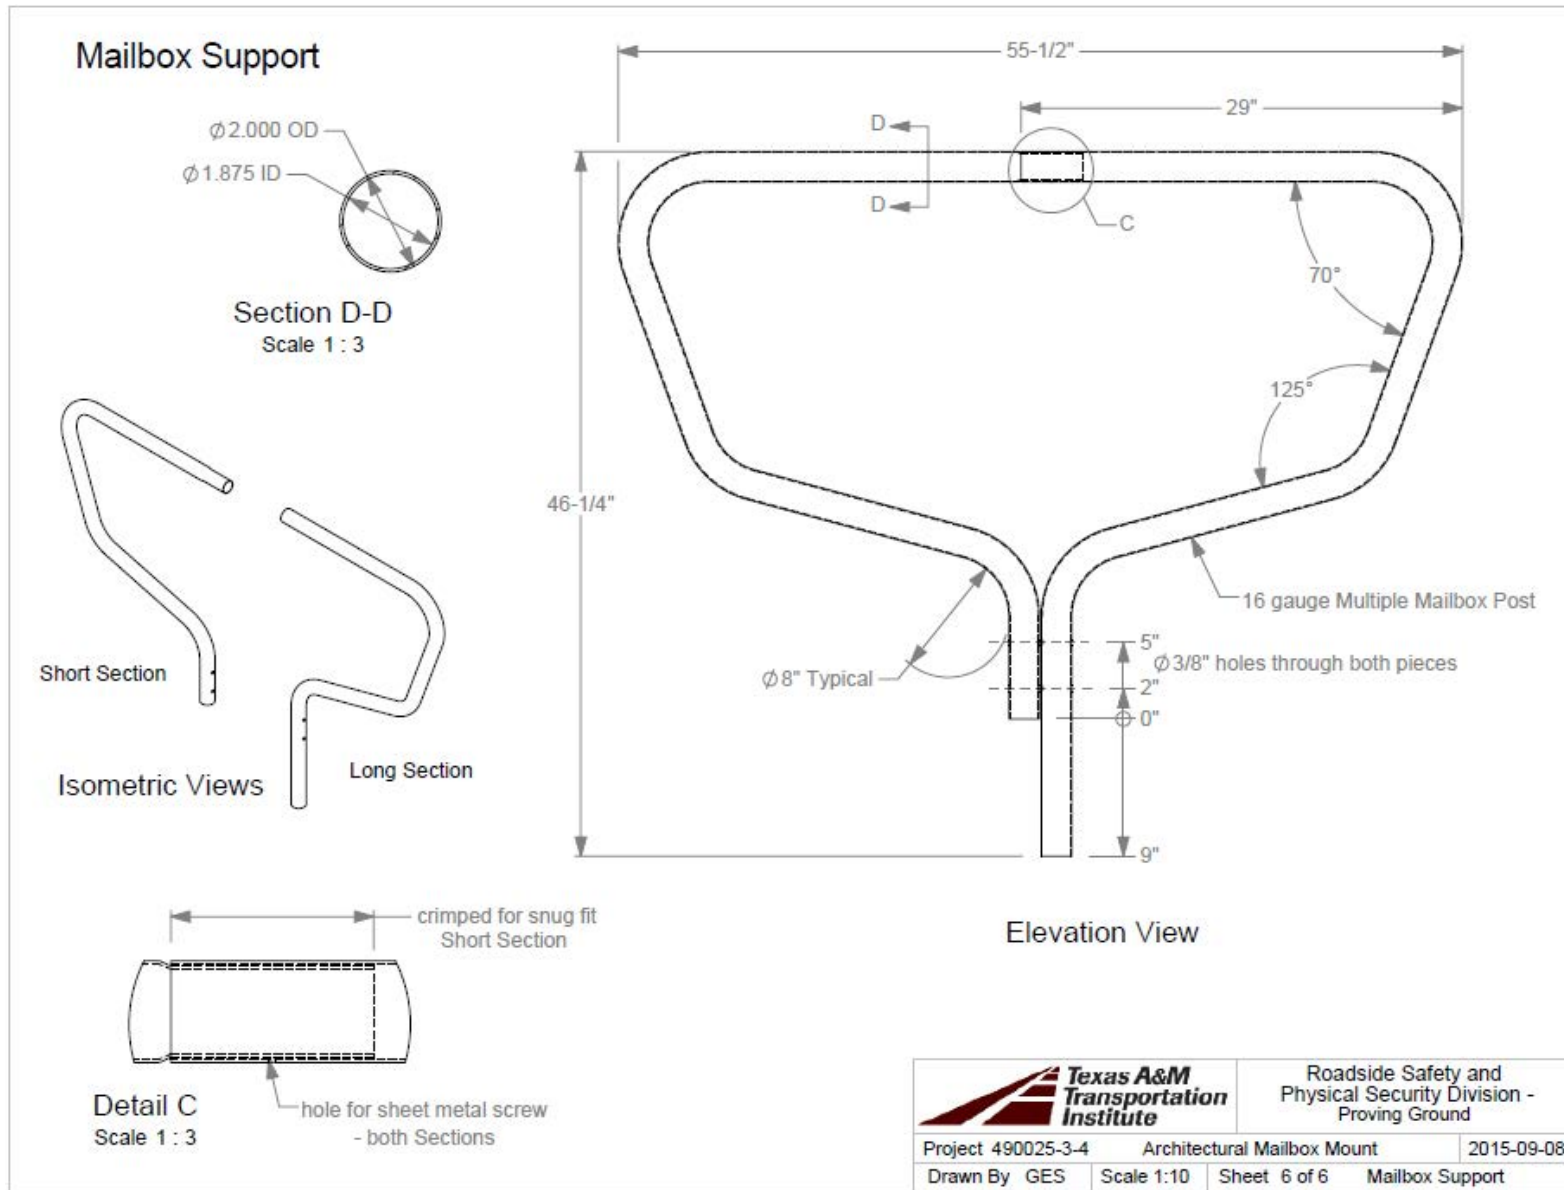 Mailbox Support
55-1/2"
29"
∅2.000 OD
∅1.875 ID
D
D
C
Section D-D
Scale 1 : 3
70°
125°
46-1/4"
16 gauge Multiple Mailbox Post
5"
∅3/8" holes through both pieces
2"
0"
9"
∅8" Typical
Short Section
Long Section
Isometric Views
Elevation View
crimped for snug fit
Short Section
Detail C
Scale 1 : 3
hole for sheet metal screw
- both Sections
Texas A&M
Transportation
Institute
Roadside Safety and
Physical Security Division -
Proving Ground
Project 490025-3-4 Architectural Mailbox Mount 2015-09-08
Drawn By GES Scale 1:10 Sheet 6 of 6 Mailbox Support